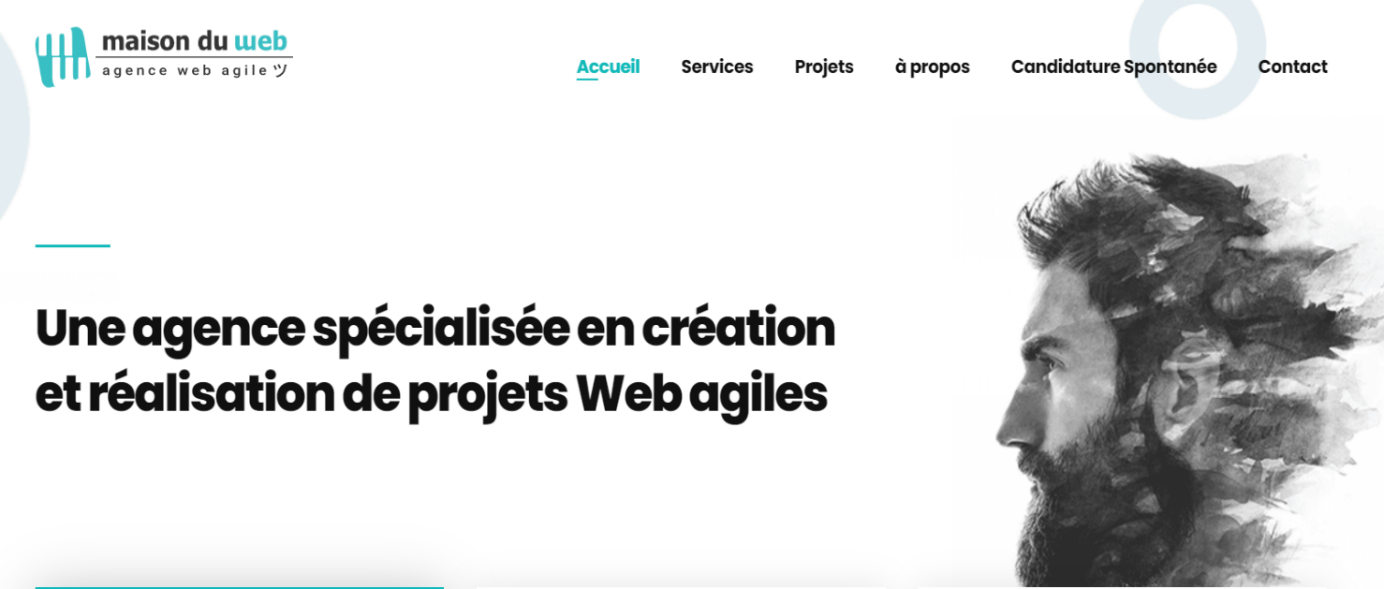 maison du web
agence web agile ツ
Accueil
Services
Projets
à propos
Candidature Spontanée
Contact
Une agence spécialisée en création
et réalisation de projets Web agiles